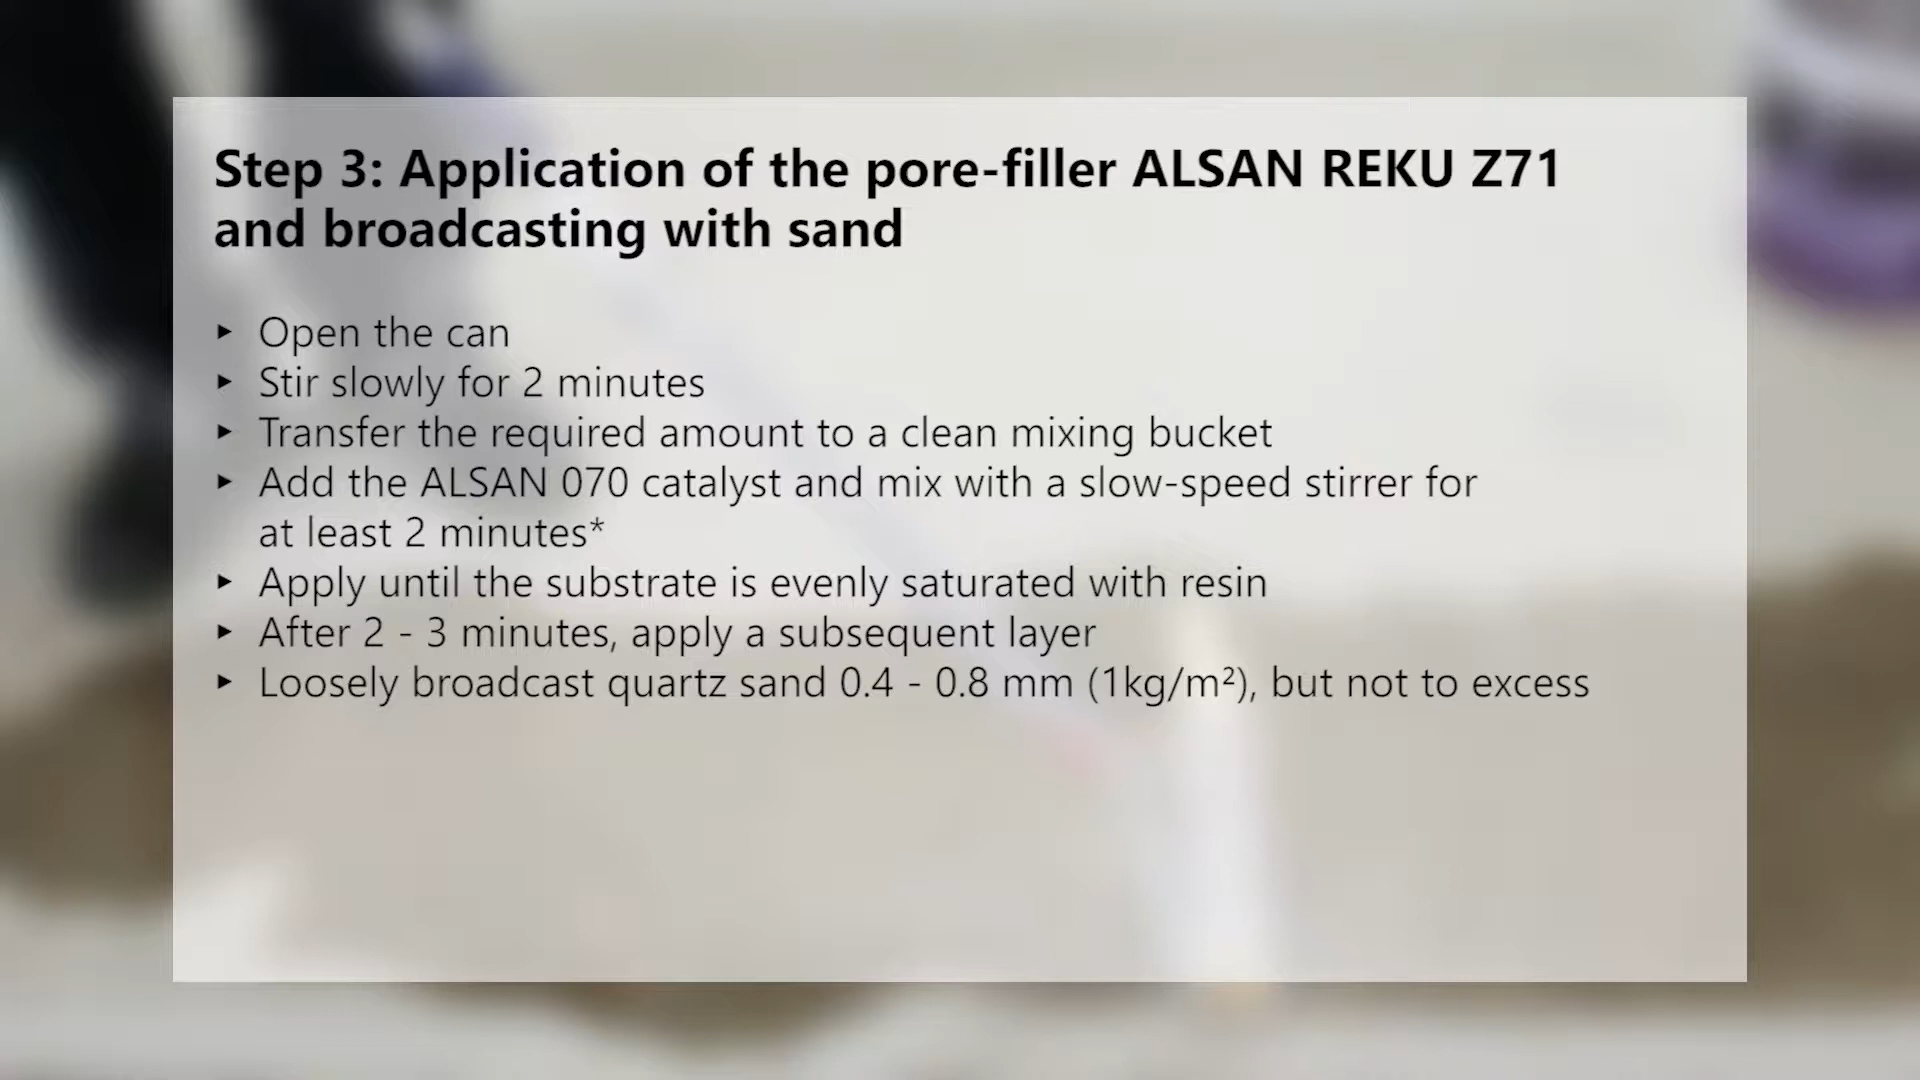 Step 3: Application of the pore-filler ALSAN REKU Z71
and broadcasting with sand
‣ Open the can
‣ Stir slowly for 2 minutes
‣ Transfer the required amount to a clean mixing bucket
‣ Add the ALSAN 070 catalyst and mix with a slow-speed stirrer for
at least 2 minutes*
‣ Apply until the substrate is evenly saturated with resin
‣ After 2 - 3 minutes, apply a subsequent layer
‣ Loosely broadcast quartz sand 0.4 - 0.8 mm (1kg/m²), but not to excess